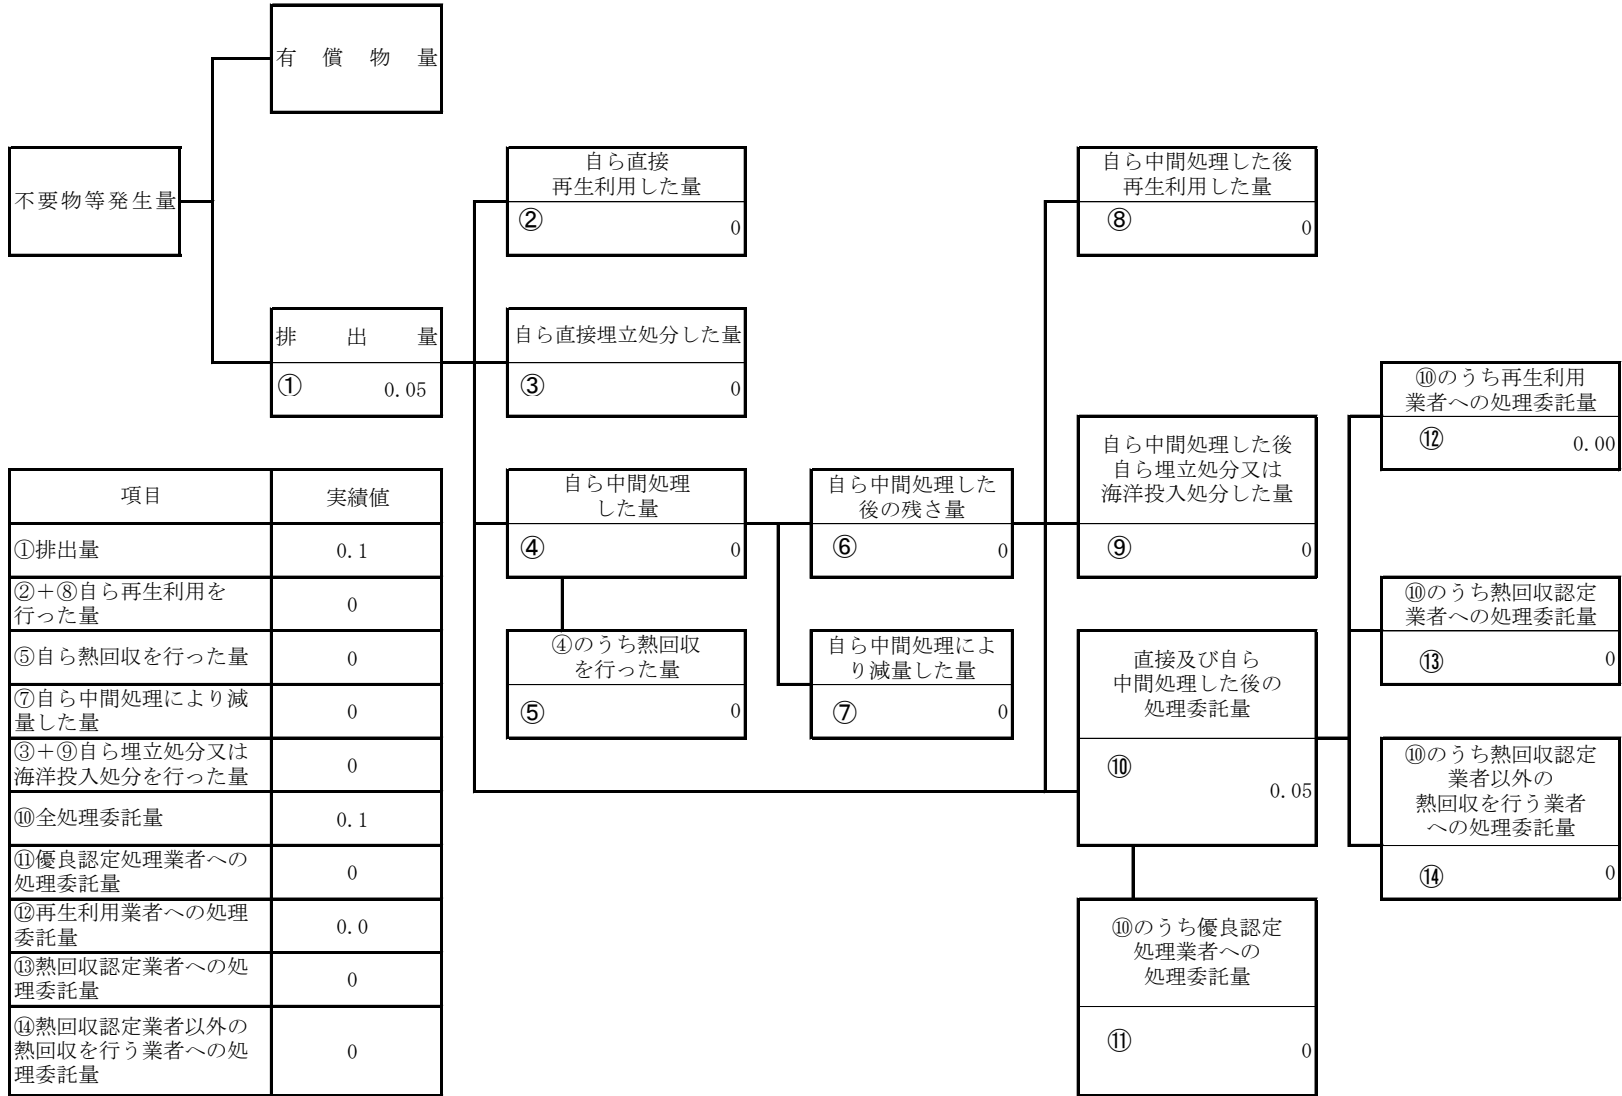 有償物量
不要物等発生量
排出量
① 0.05
自ら直接
再生利用した量
② 0
自ら直接埋立処分した量
③ 0
自ら中間処理
した量
④ 0
④のうち熱回収
を行った量
⑤ 0
自ら中間処理した
後の残さ量
⑥ 0
自ら中間処理によ
り減量した量
⑦ 0
自ら中間処理した後
再生利用した量
⑧ 0
自ら中間処理した後
自ら埋立処分又は
海洋投入処分した量
⑨ 0
直接及び自ら
中間処理した後の
処理委託量
⑩
0.05
⑩のうち優良認定
処理業者への
処理委託量
⑪ 0
⑩のうち再生利用
業者への処理委託量
⑫ 0.00
⑩のうち熱回収認定
業者への処理委託量
⑬ 0
⑩のうち熱回収認定
業者以外の
熱回収を行う業者
への処理委託量
⑭ 0
項目 実績値
①排出量 0.1
②+⑧自ら再生利用を
行った量 0
⑤自ら熱回収を行った量 0
⑦自ら中間処理により減
量した量 0
③+⑨自ら埋立処分又は
海洋投入処分を行った量 0
⑩全処理委託量 0.1
⑪優良認定処理業者への
処理委託量 0
⑫再生利用業者への処理
委託量 0.0
⑬熱回収認定業者への処
理委託量 0
⑭熱回収認定業者以外の
熱回収を行う業者への処
理委託量 0